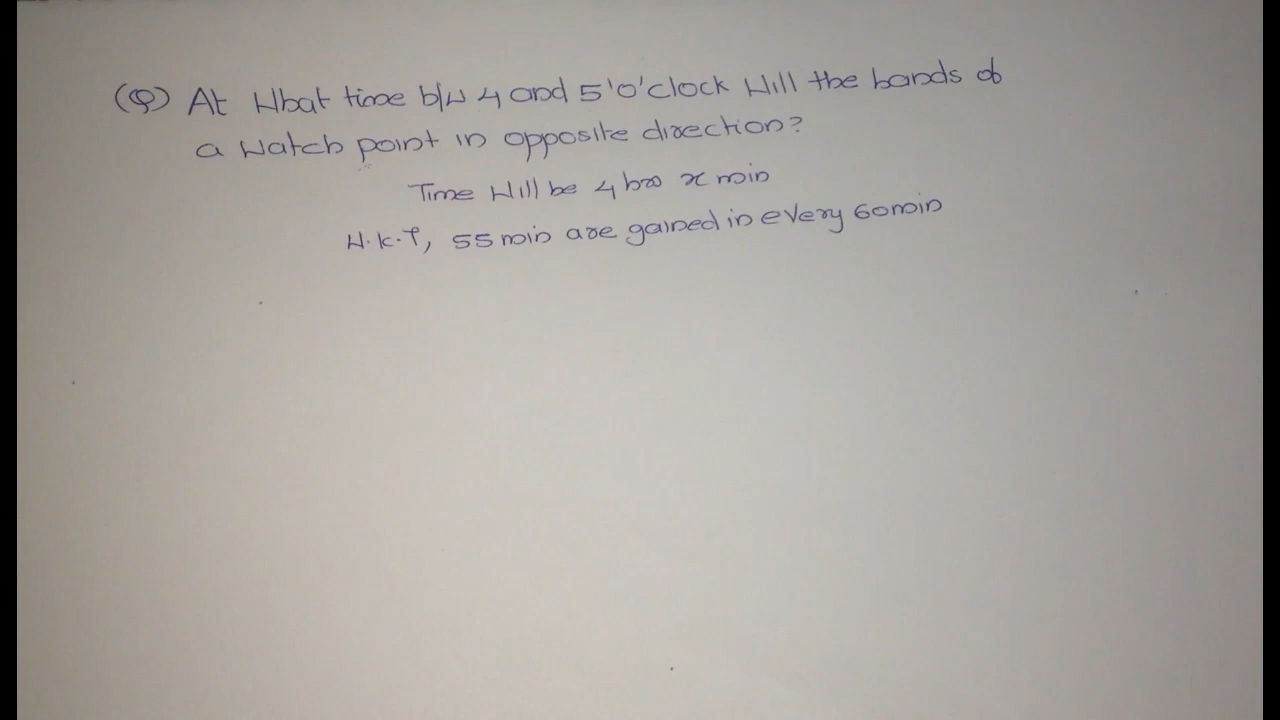 (Q) At What time b/w 4 and 5'o'clock will the hands of
a watch point in opposite direction?
Time will be 4 hrs x min
W.K.T, 55 min are gained in every 60 min